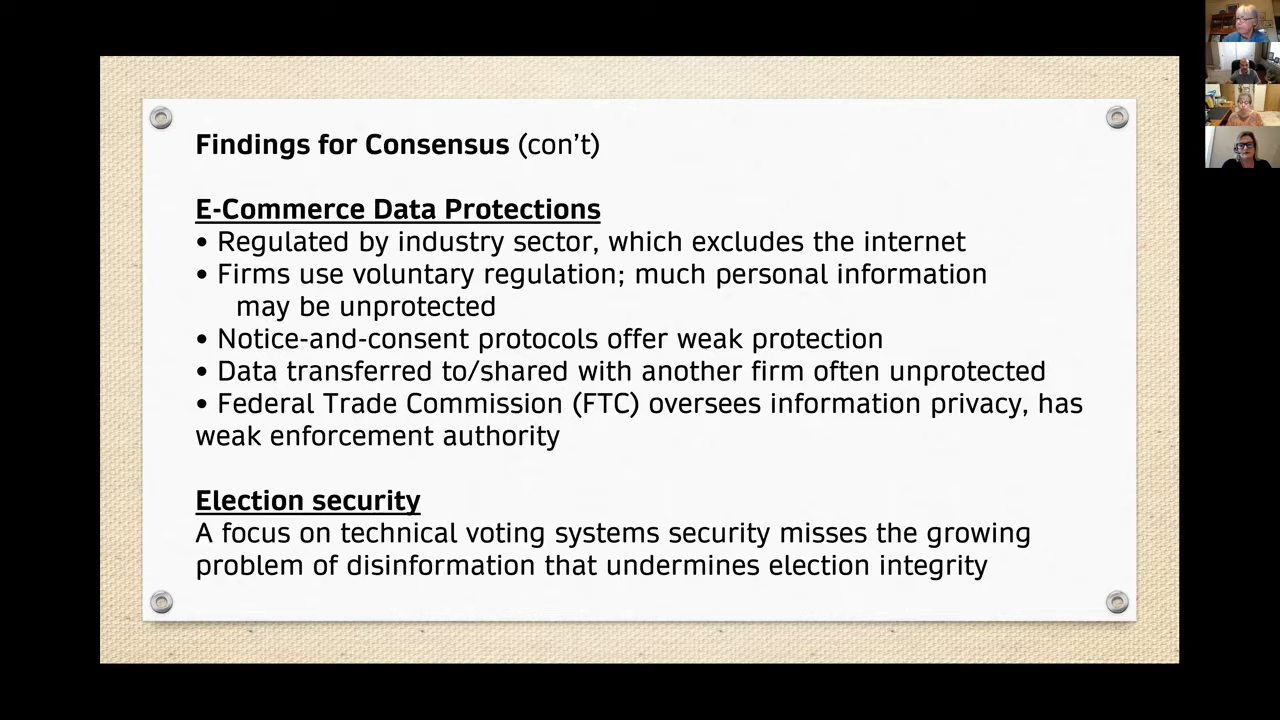 Findings for Consensus (con’t)
E-Commerce Data Protections
• Regulated by industry sector, which excludes the internet
• Firms use voluntary regulation; much personal information
may be unprotected
• Notice-and-consent protocols offer weak protection
• Data transferred to/shared with another firm often unprotected
• Federal Trade Commission (FTC) oversees information privacy, has
weak enforcement authority
Election security
A focus on technical voting systems security misses the growing
problem of disinformation that undermines election integrity